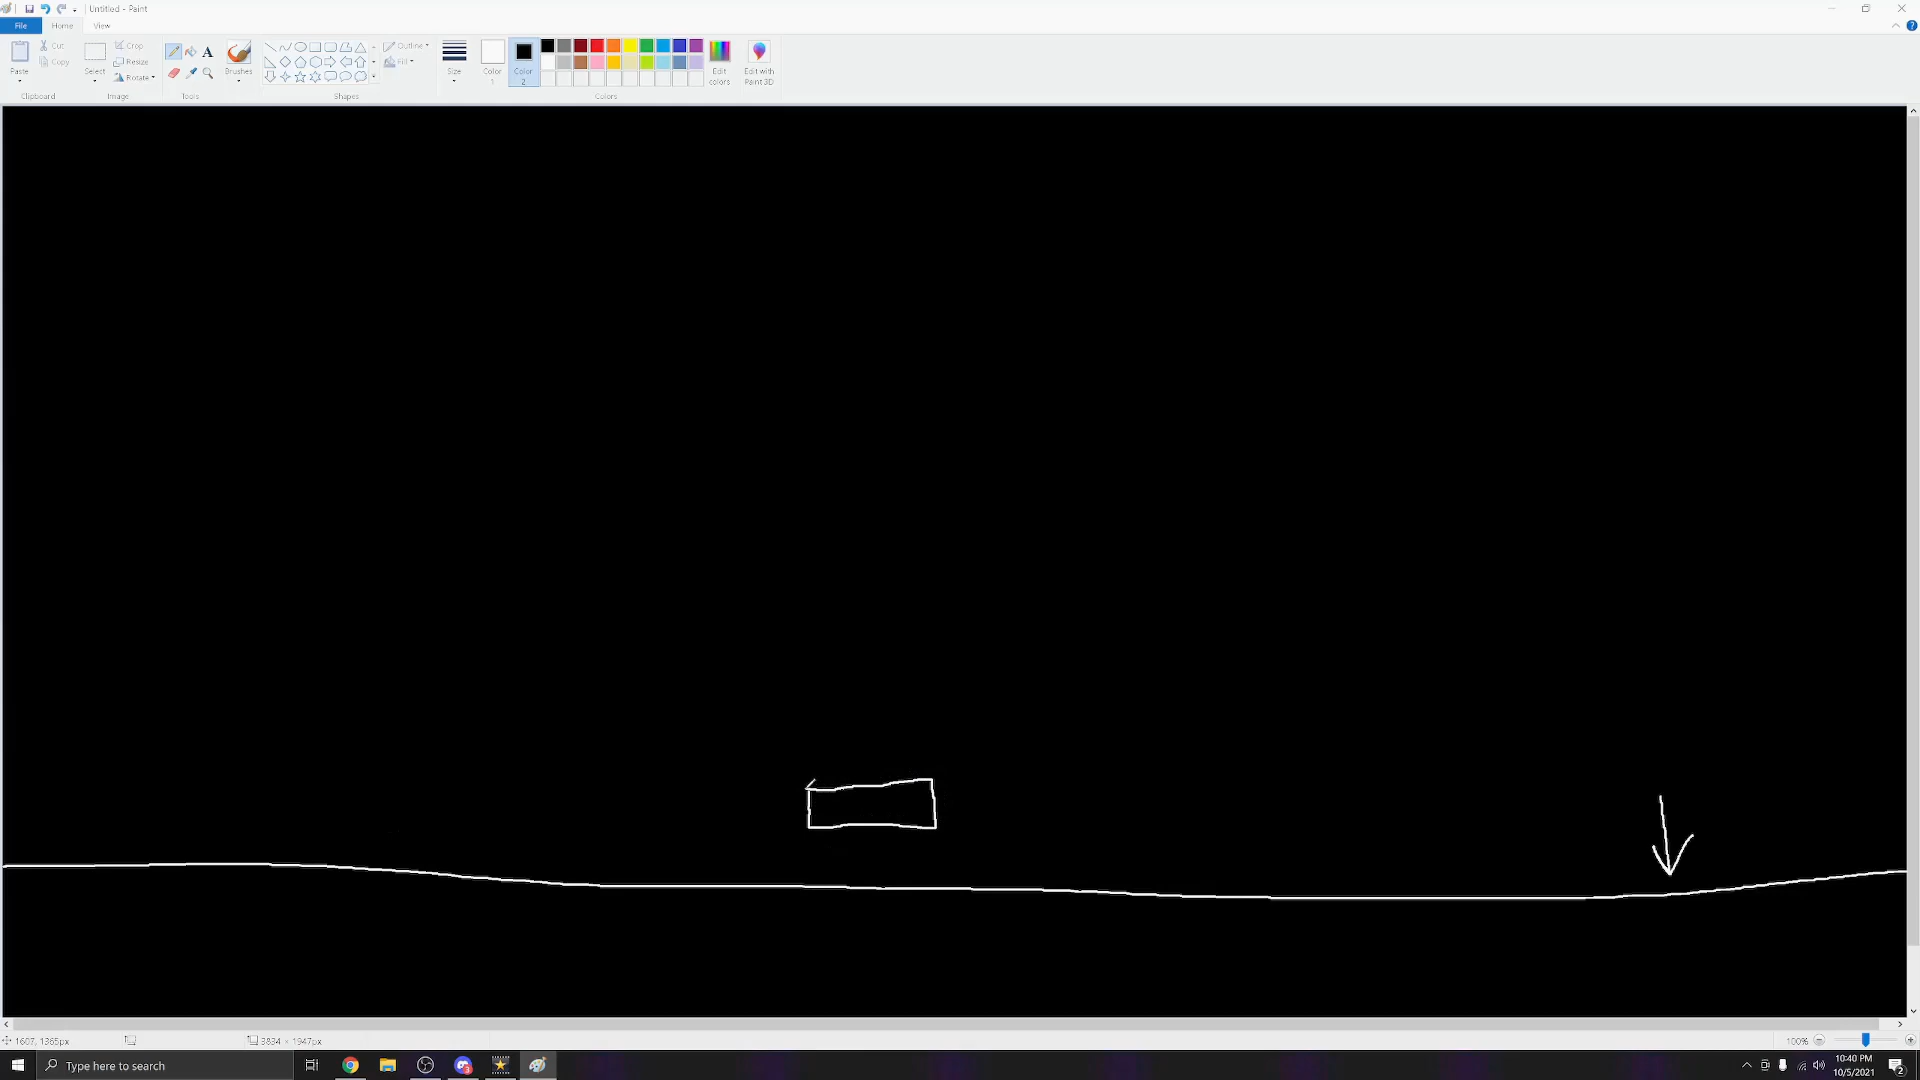 Untitled - Paint
File Home View
Paste
Cut
Copy
Clipboard
Select
Crop
Resize
Rotate
Image
A
Tools
Brushes
Shapes
Outline
Fill
Size
Color 1
Color 2
Colors
Edit colors
Edit with Paint 3D
1607, 1365px
3834 × 1947px
100%
Type here to search
3
10:40 PM
10/5/2021
2